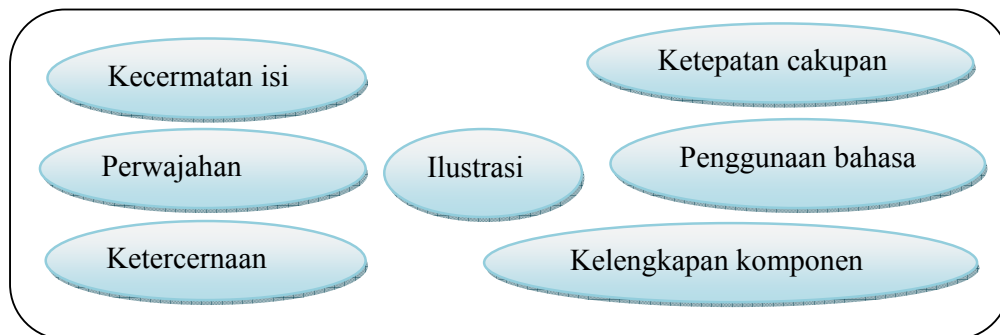 Kecermatan isi
Ketepatan cakupan
Perwajahan
Ilustrasi
Penggunaan bahasa
Ketercernaan
Kelengkapan komponen